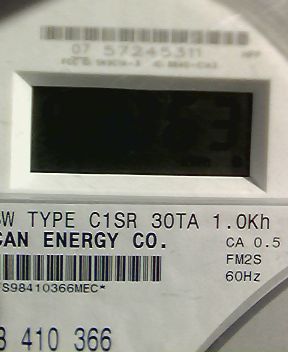 07 57245311
W TYPE C1SR 30TA 1.0Kh
CAN ENERGY CO.
CA 0.5
FM2S
60Hz
S98410366MEC*
410 366